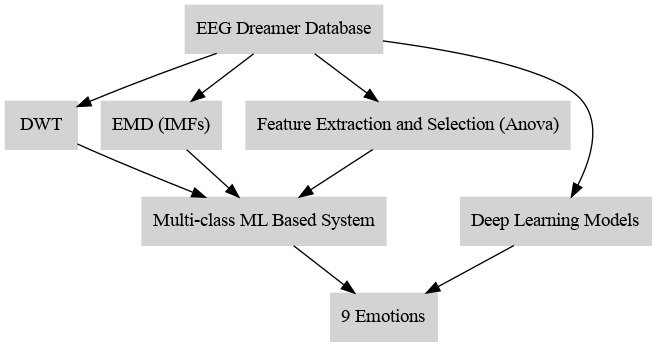 EEG Dreamer Database
DWT
EMD (IMFs)
Feature Extraction and Selection (Anova)
Multi-class ML Based System
Deep Learning Models
9 Emotions